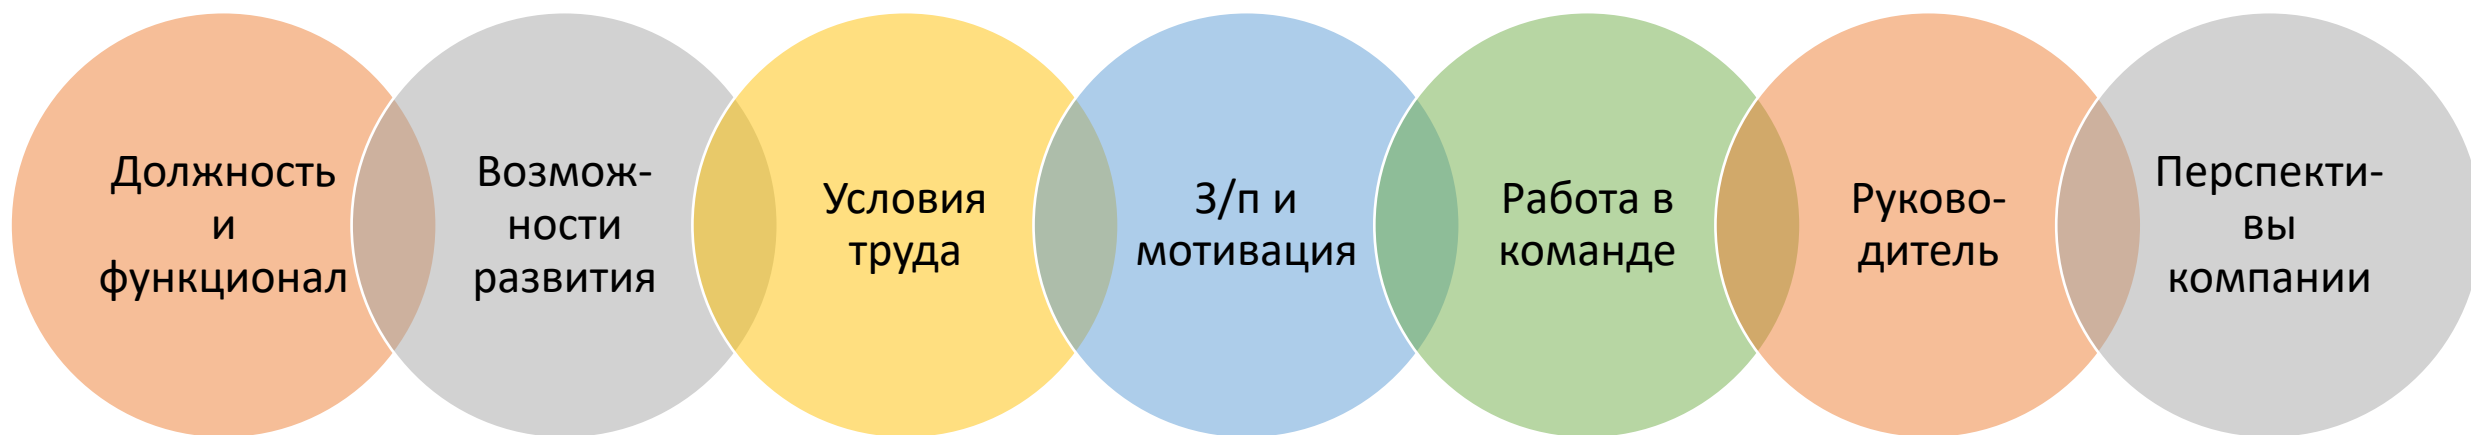 Должность
и
функционал
Возмож-
ности
развития
Условия
труда
З/п и
мотивация
Работа в
команде
Руково-
дитель
Перспекти-
вы
компании